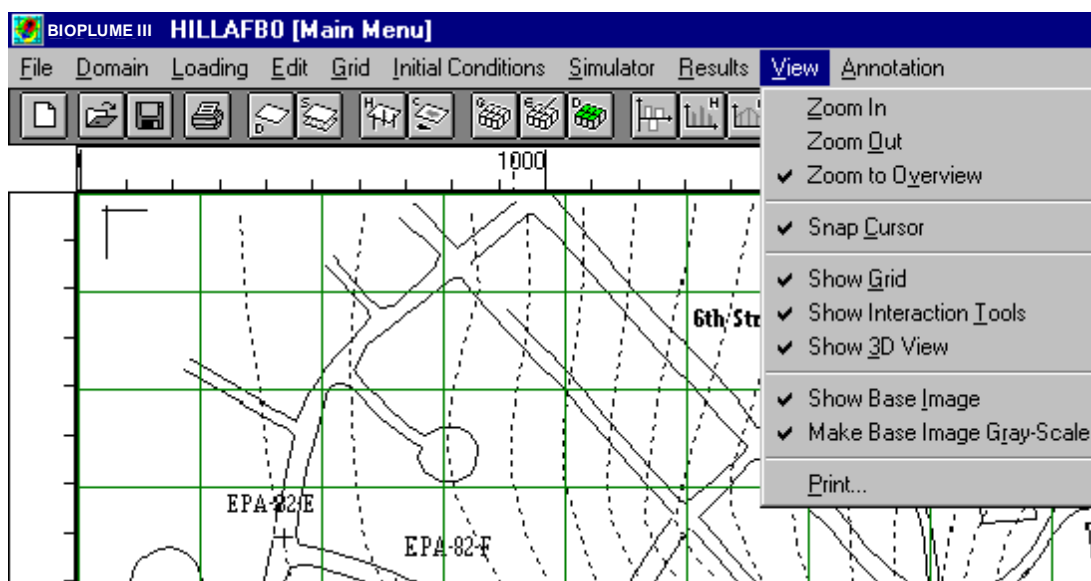 BIOPLUME III HILLAFB0 [Main Menu]
File Domain Loading Edit Grid Initial Conditions Simulator Results View Annotation
D S H C G E D H
1000
Zoom In
Zoom Out
Zoom to Overview
Snap Cursor
Show Grid
Show Interaction Tools
Show 3D View
6th Str
Show Base Image
Make Base Image Gray-Scale
Print...
EPA-82-E
EPA-82-F